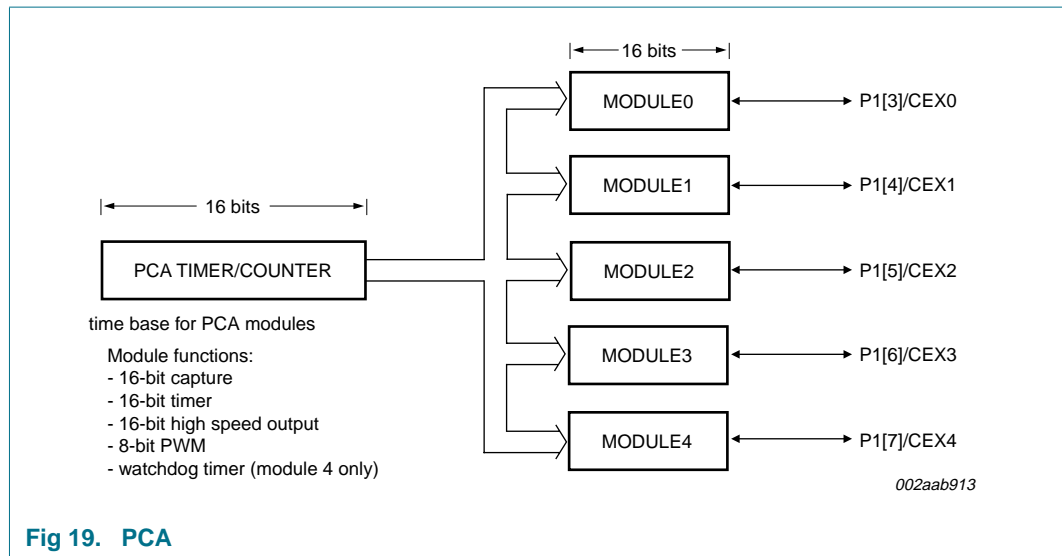 16 bits
MODULE0
P1[3]/CEX0
MODULE1
P1[4]/CEX1
16 bits
PCA TIMER/COUNTER
MODULE2
P1[5]/CEX2
time base for PCA modules
Module functions:
- 16-bit capture
- 16-bit timer
- 16-bit high speed output
- 8-bit PWM
- watchdog timer (module 4 only)
MODULE3
P1[6]/CEX3
MODULE4
P1[7]/CEX4
002aab913
Fig 19. PCA